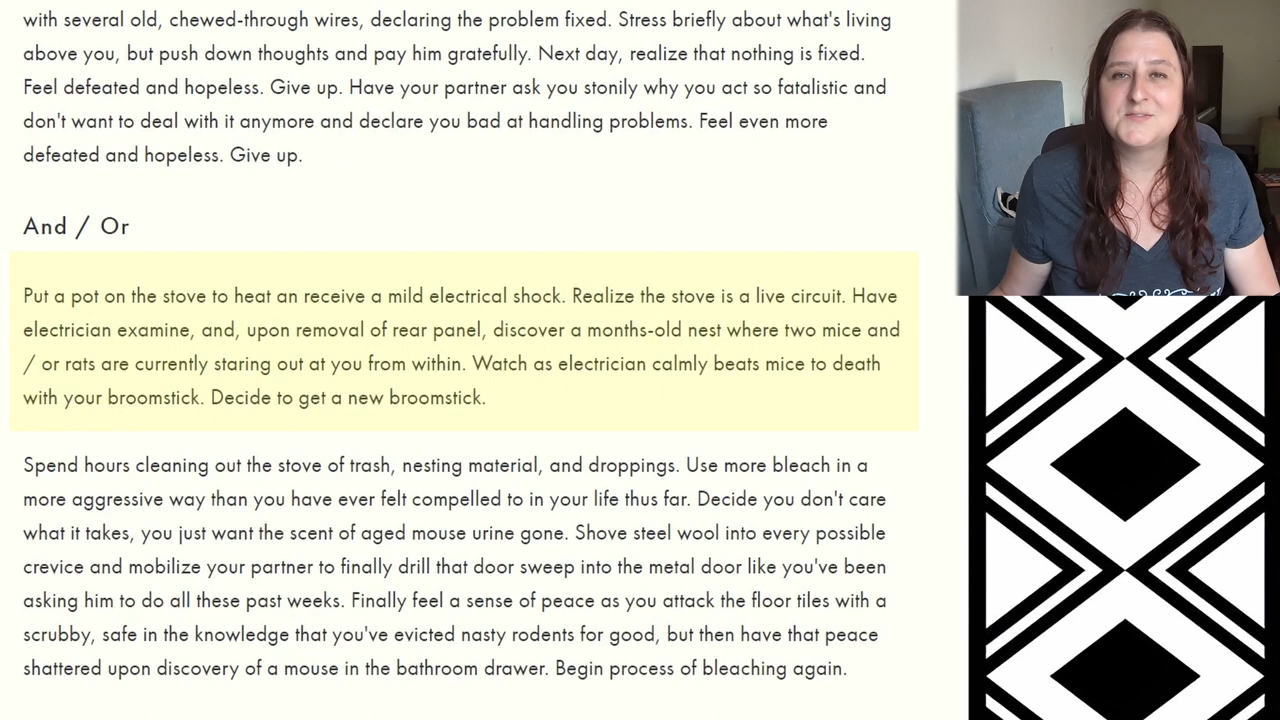 with several old, chewed-through wires, declaring the problem fixed. Stress briefly about what's living
above you, but push down thoughts and pay him gratefully. Next day, realize that nothing is fixed.
Feel defeated and hopeless. Give up. Have your partner ask you stonily why you act so fatalistic and
don't want to deal with it anymore and declare you bad at handling problems. Feel even more
defeated and hopeless. Give up.
And / Or
Put a pot on the stove to heat an receive a mild electrical shock. Realize the stove is a live circuit. Have
electrician examine, and, upon removal of rear panel, discover a months-old nest where two mice and
/ or rats are currently staring out at you from within. Watch as electrician calmly beats mice to death
with your broomstick. Decide to get a new broomstick.
Spend hours cleaning out the stove of trash, nesting material, and droppings. Use more bleach in a
more aggressive way than you have ever felt compelled to in your life thus far. Decide you don't care
what it takes, you just want the scent of aged mouse urine gone. Shove steel wool into every possible
crevice and mobilize your partner to finally drill that door sweep into the metal door like you've been
asking him to do all these past weeks. Finally feel a sense of peace as you attack the floor tiles with a
scrubby, safe in the knowledge that you've evicted nasty rodents for good, but then have that peace
shattered upon discovery of a mouse in the bathroom drawer. Begin process of bleaching again.